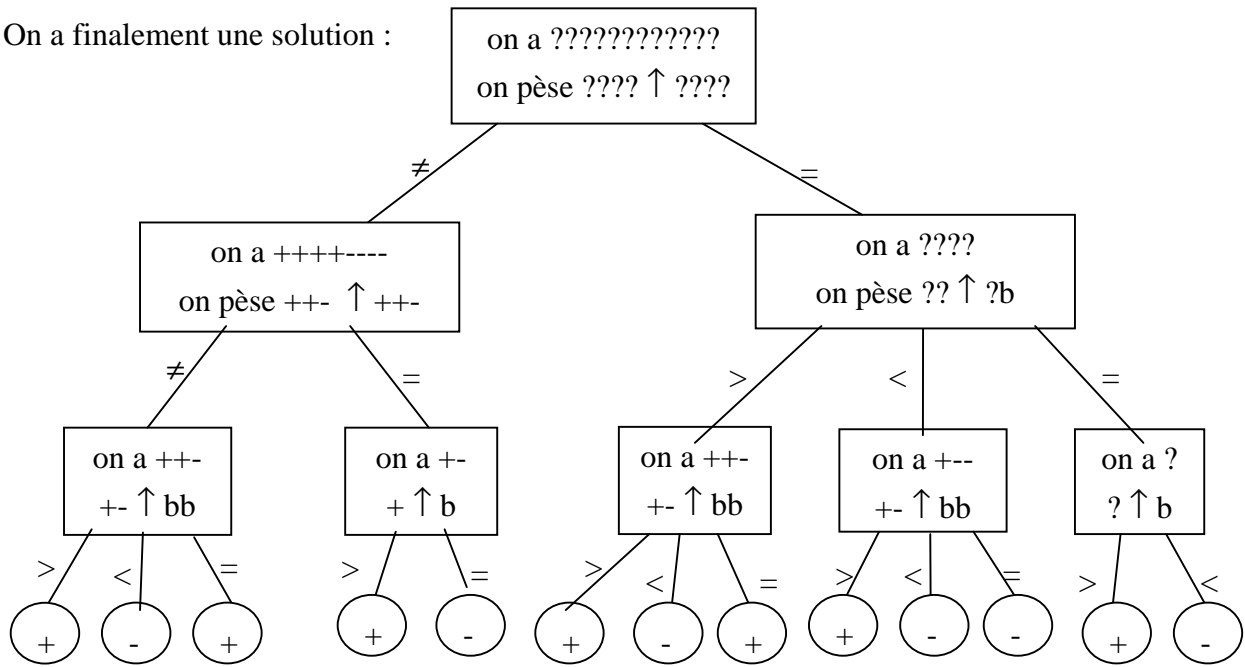 On a finalement une solution :
on a ????????????
on pèse ???? ↑ ????
≠
=
on a ++++----
on pèse ++- ↑ ++-
on a ????
on pèse ?? ↑ ?b
≠
=
>
<
=
on a ++-
+- ↑ bb
on a +-
+ ↑ b
on a ++-
+- ↑ bb
on a +--
+- ↑ bb
on a ?
? ↑ b
>
<
=
>
=
>
<
=
>
<
=
>
<
+
-
+
+
-
+
-
+
+
-
-
+
-